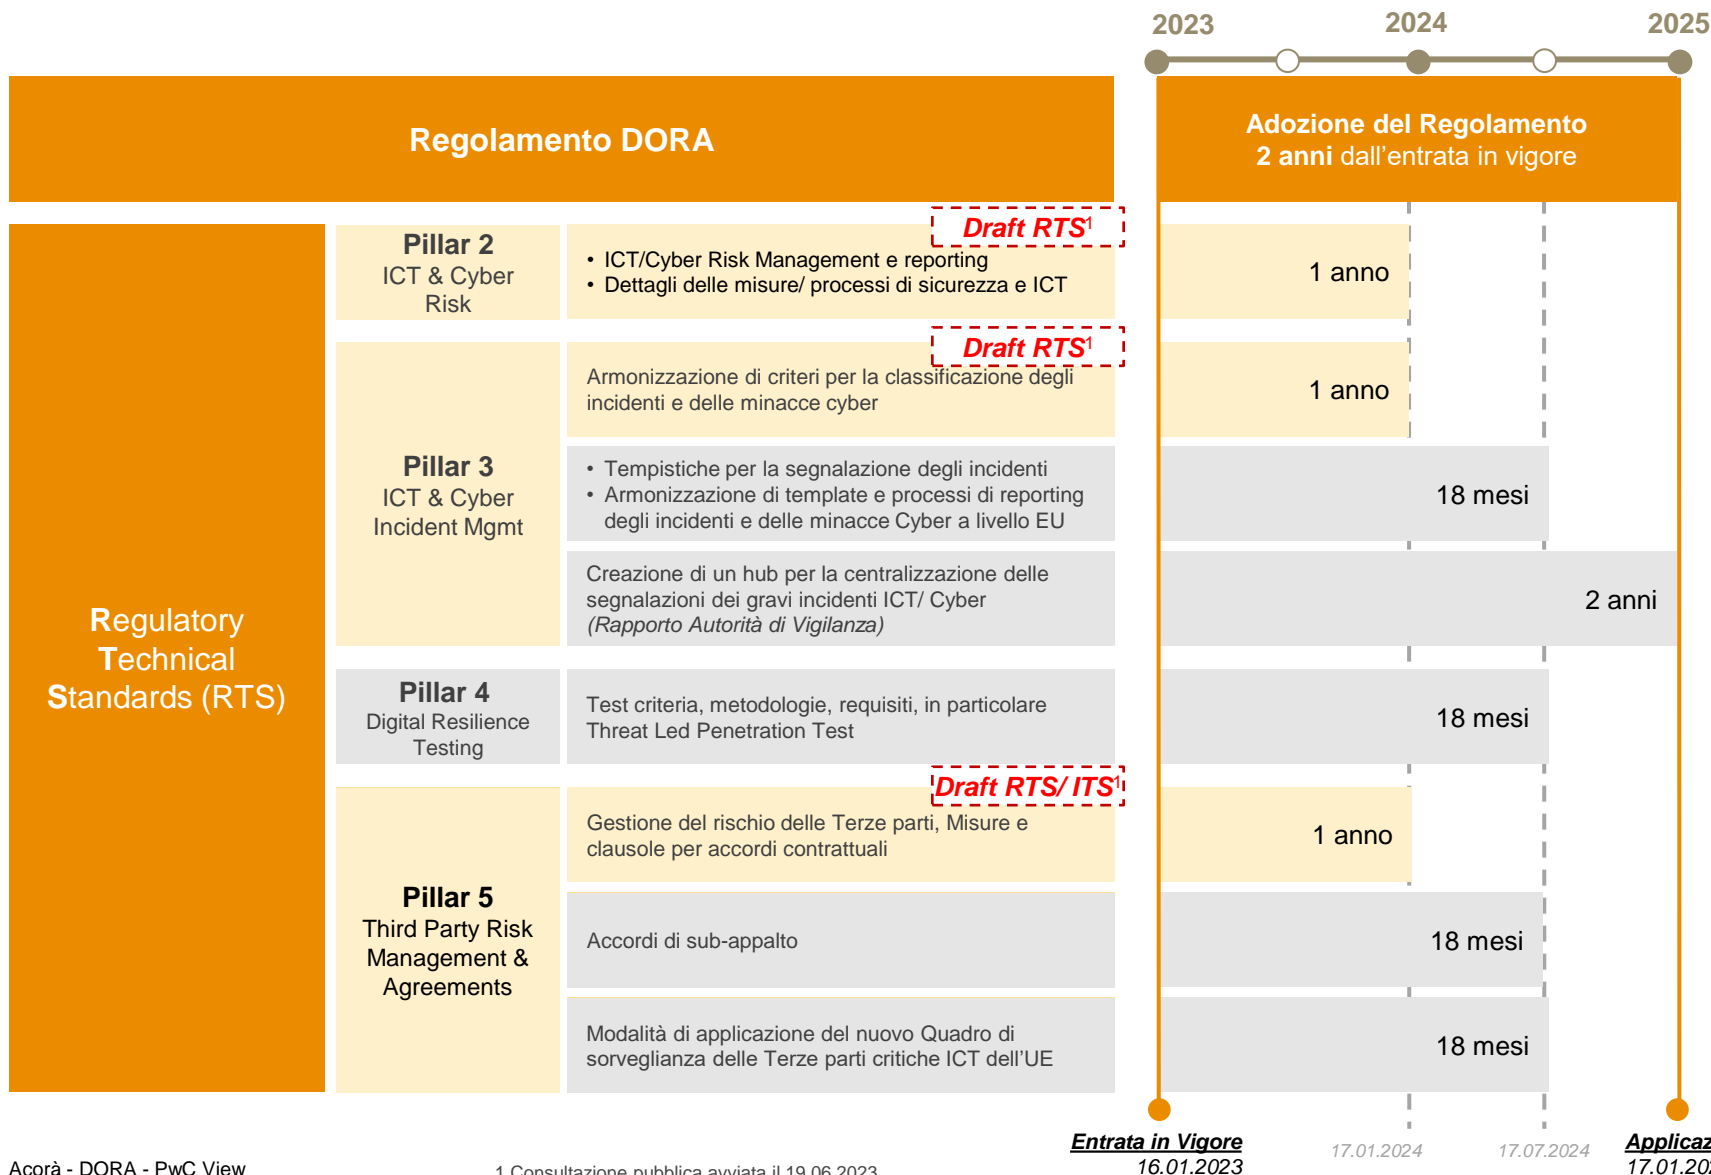 2023
2024
2025
Regolamento DORA
Adozione del Regolamento
2 anni dall'entrata in vigore
Regulatory
Technical
Standards (RTS)
Pillar 2
ICT & Cyber
Risk
Draft RTS¹
• ICT/Cyber Risk Management e reporting
• Dettagli delle misure/ processi di sicurezza e ICT
1 anno
Pillar 3
ICT & Cyber
Incident Mgmt
Draft RTS¹
Armonizzazione di criteri per la classificazione degli
incidenti e delle minacce cyber
1 anno
• Tempistiche per la segnalazione degli incidenti
• Armonizzazione di template e processi di reporting
degli incidenti e delle minacce Cyber a livello EU
18 mesi
Creazione di un hub per la centralizzazione delle
segnalazioni dei gravi incidenti ICT/ Cyber
(Rapporto Autorità di Vigilanza)
2 anni
Pillar 4
Digital Resilience
Testing
Test criteria, metodologie, requisiti, in particolare
Threat Led Penetration Test
18 mesi
Pillar 5
Third Party Risk
Management &
Agreements
Draft RTS/ ITS¹
Gestione del rischio delle Terze parti, Misure e
clausole per accordi contrattuali
1 anno
Accordi di sub-appalto
18 mesi
Modalità di applicazione del nuovo Quadro di
sorveglianza delle Terze parti critiche ICT dell'UE
18 mesi
Entrata in Vigore
16.01.2023
17.01.2024
17.07.2024
Applicaz
17.01.202
Acorà - DORA - PwC View
1 Consultazione pubblica avviata il 19.06.2023